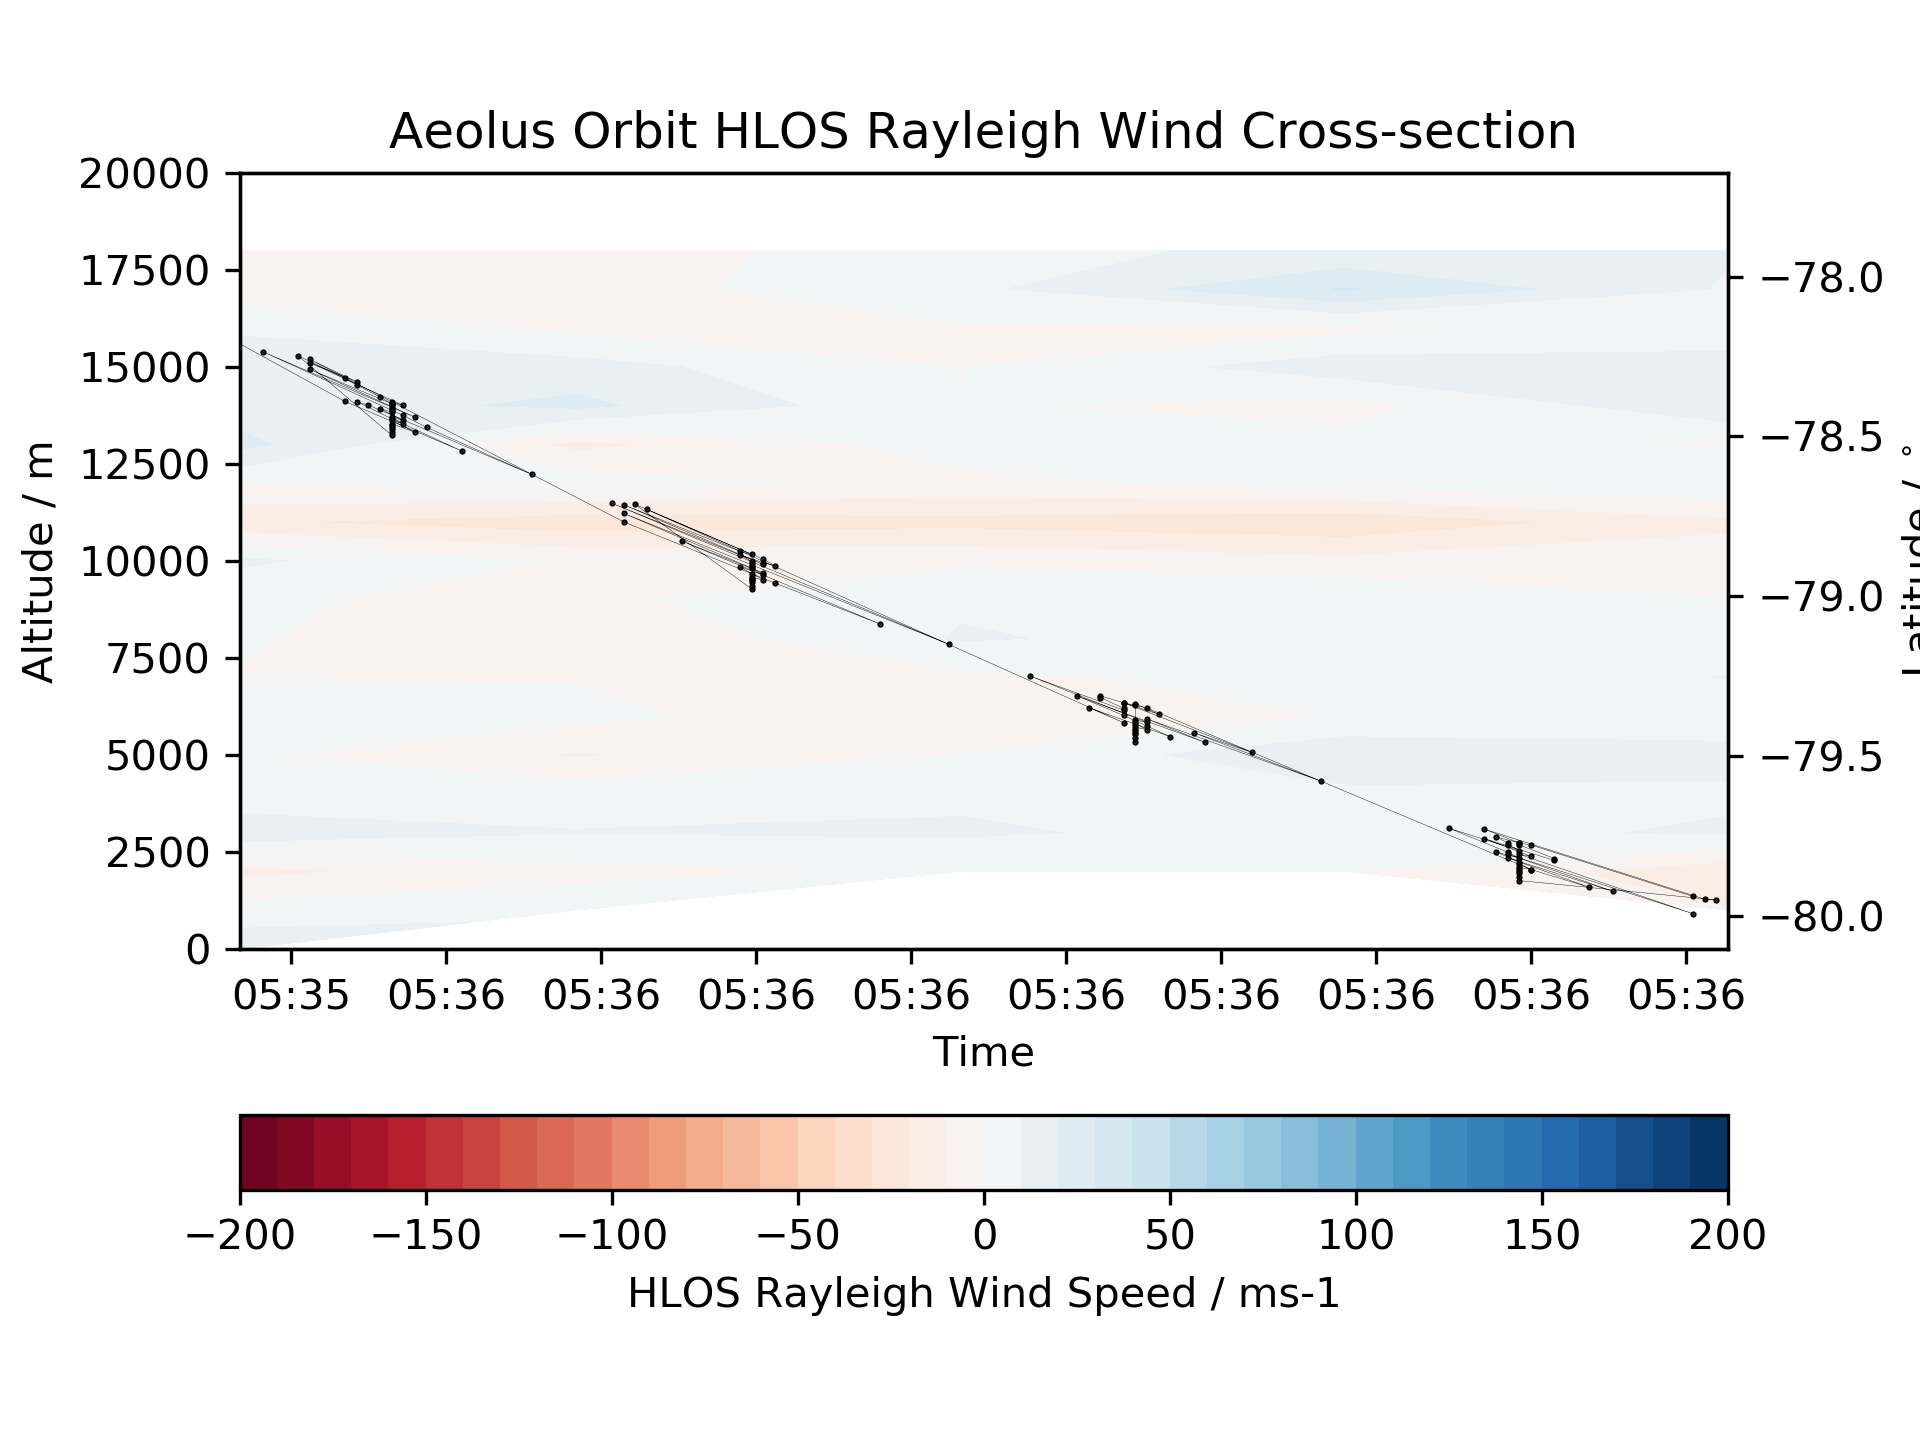 Aeolus Orbit HLOS Rayleigh Wind Cross-section
20000
17500
15000
12500
10000
7500
5000
2500
0
Altitude / m
−78.0
−78.5
−79.0
−79.5
−80.0
Latitude / °
05:35 05:36 05:36 05:36 05:36 05:36 05:36 05:36 05:36 05:36
Time
−200 −150 −100 −50 0 50 100 150 200
HLOS Rayleigh Wind Speed / ms-1